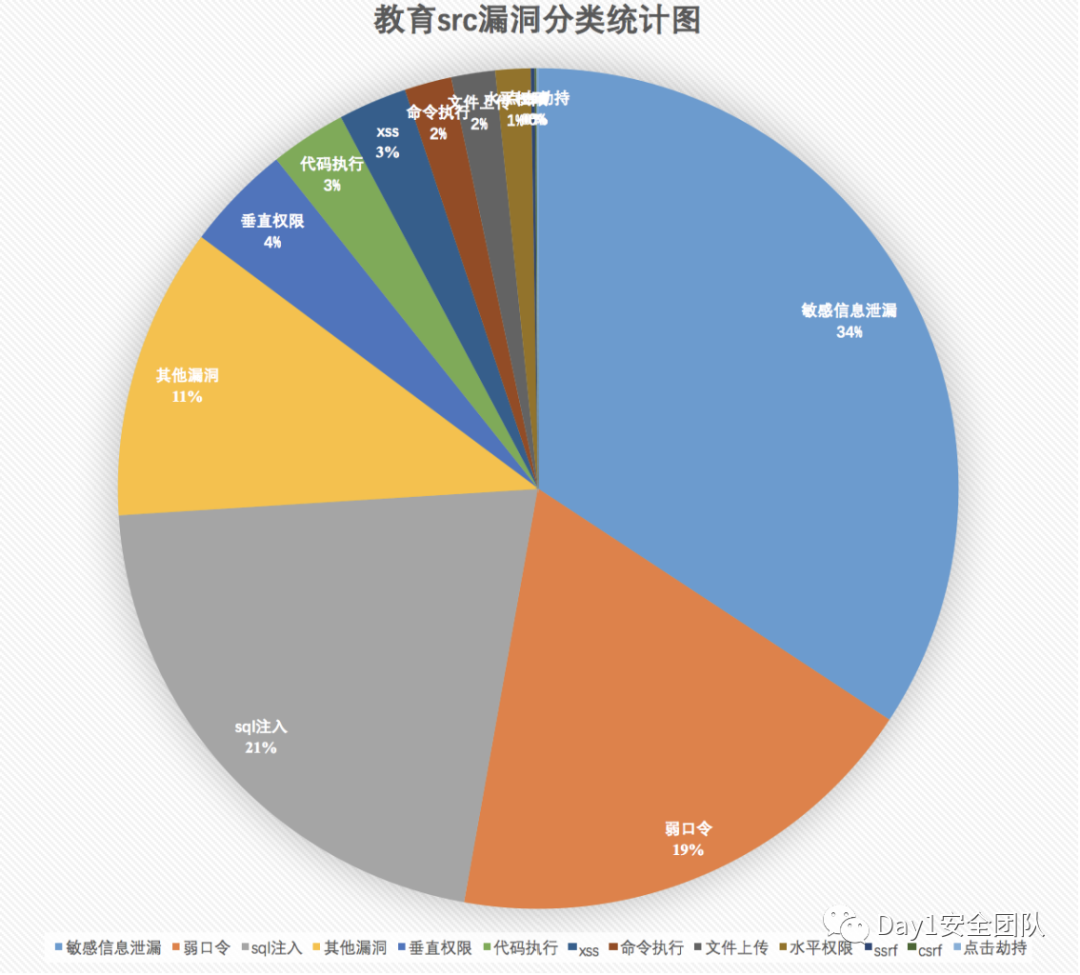 教育src漏洞分类统计图
敏感信息泄漏
34%
弱口令
19%
sql注入
21%
其他漏洞
11%
垂直权限
4%
代码执行
3%
xss
3%
命令执行
2%
文件上传
2%
1%
Day1安全团队
敏感信息泄漏 弱口令 sql注入 其他漏洞 垂直权限 代码执行 xss 命令执行 文件上传 水平权限 ssrf csrf 点击劫持